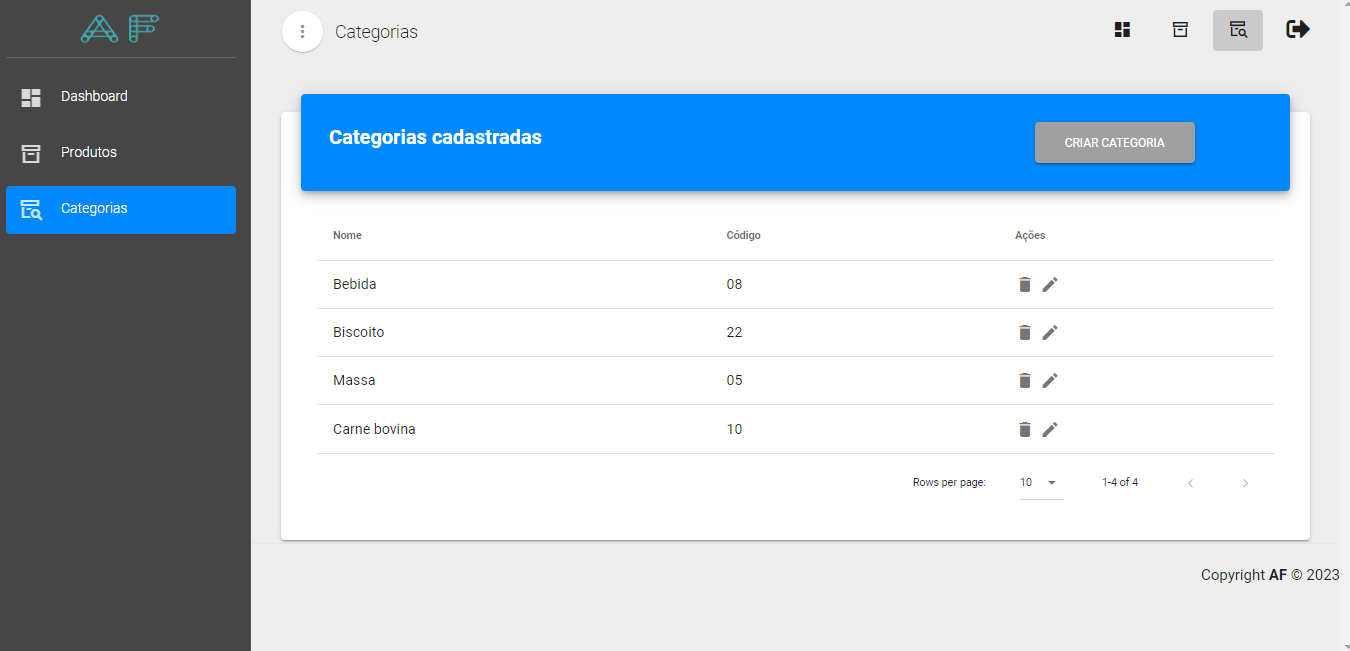 AF
Categorias
Dashboard
Produtos
Categorias
Categorias cadastradas
CRIAR CATEGORIA
Nome Código Ações
Bebida 08
Biscoito 22
Massa 05
Carne bovina 10
Rows per page: 10 1-4 of 4
Copyright AF © 2023